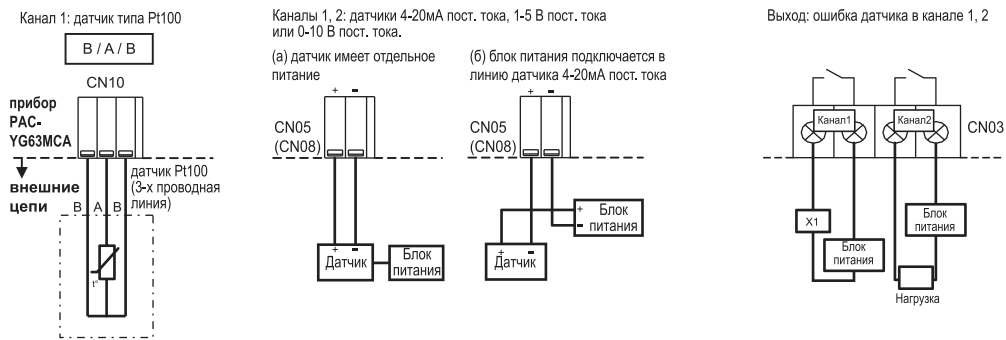 Канал 1: датчик типа Pt100
B / A / B
CN10
прибор
PAC-
YG63MCA
внешние
цепи
датчик Pt100
(3-х проводная
линия)
B A B
t°
Каналы 1, 2: датчики 4-20мА пост. тока, 1-5 В пост. тока
или 0-10 В пост. тока.
(а) датчик имеет отдельное
питание
+ -
CN05
(CN08)
+ -
Датчик
Блок
питания
(б) блок питания подключается в
линию датчика 4-20мА пост. тока
+ -
CN05
(CN08)
+
-
Блок
питания
+ -
Датчик
Выход: ошибка датчика в канале 1, 2
Канал1
Канал2
CN03
X1
Блок
питания
Блок
питания
Нагрузка